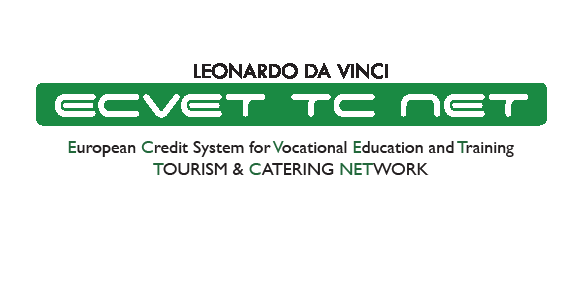 LEONARDO DA VINCI
ECVET TC NET
European Credit System for Vocational Education and Training
TOURISM & CATERING NETWORK